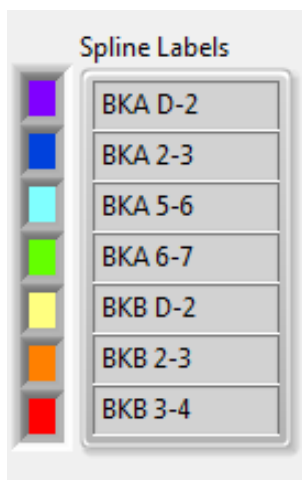 Spline Labels
BKA D-2
BKA 2-3
BKA 5-6
BKA 6-7
BKB D-2
BKB 2-3
BKB 3-4